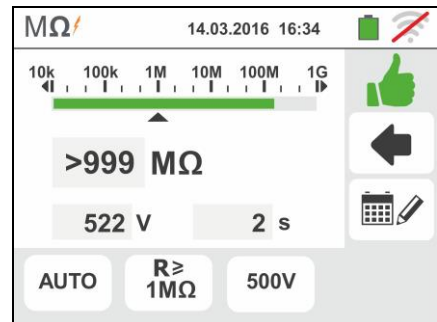 MΩ 14.03.2016 16:34
10k 100k 1M 10M 100M 1G
>999 MΩ
522 V 2 s
AUTO R≥ 1MΩ 500V